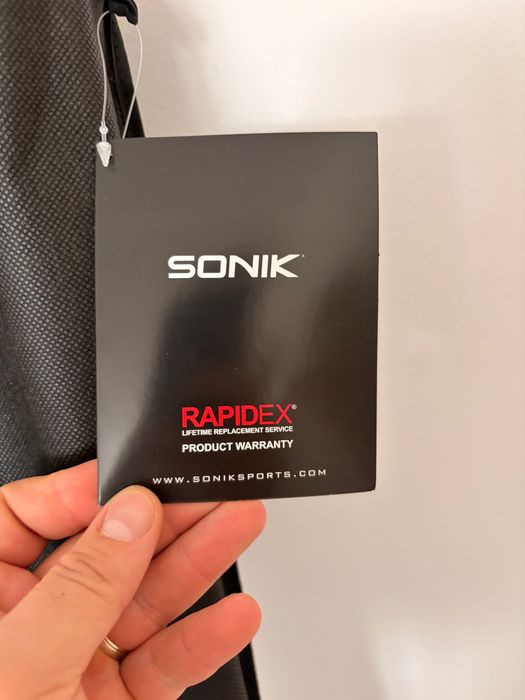 SONIK
RAPIDEX®
LIFETIME REPLACEMENT SERVICE
PRODUCT WARRANTY
WWW.SONIKSPORTS.COM